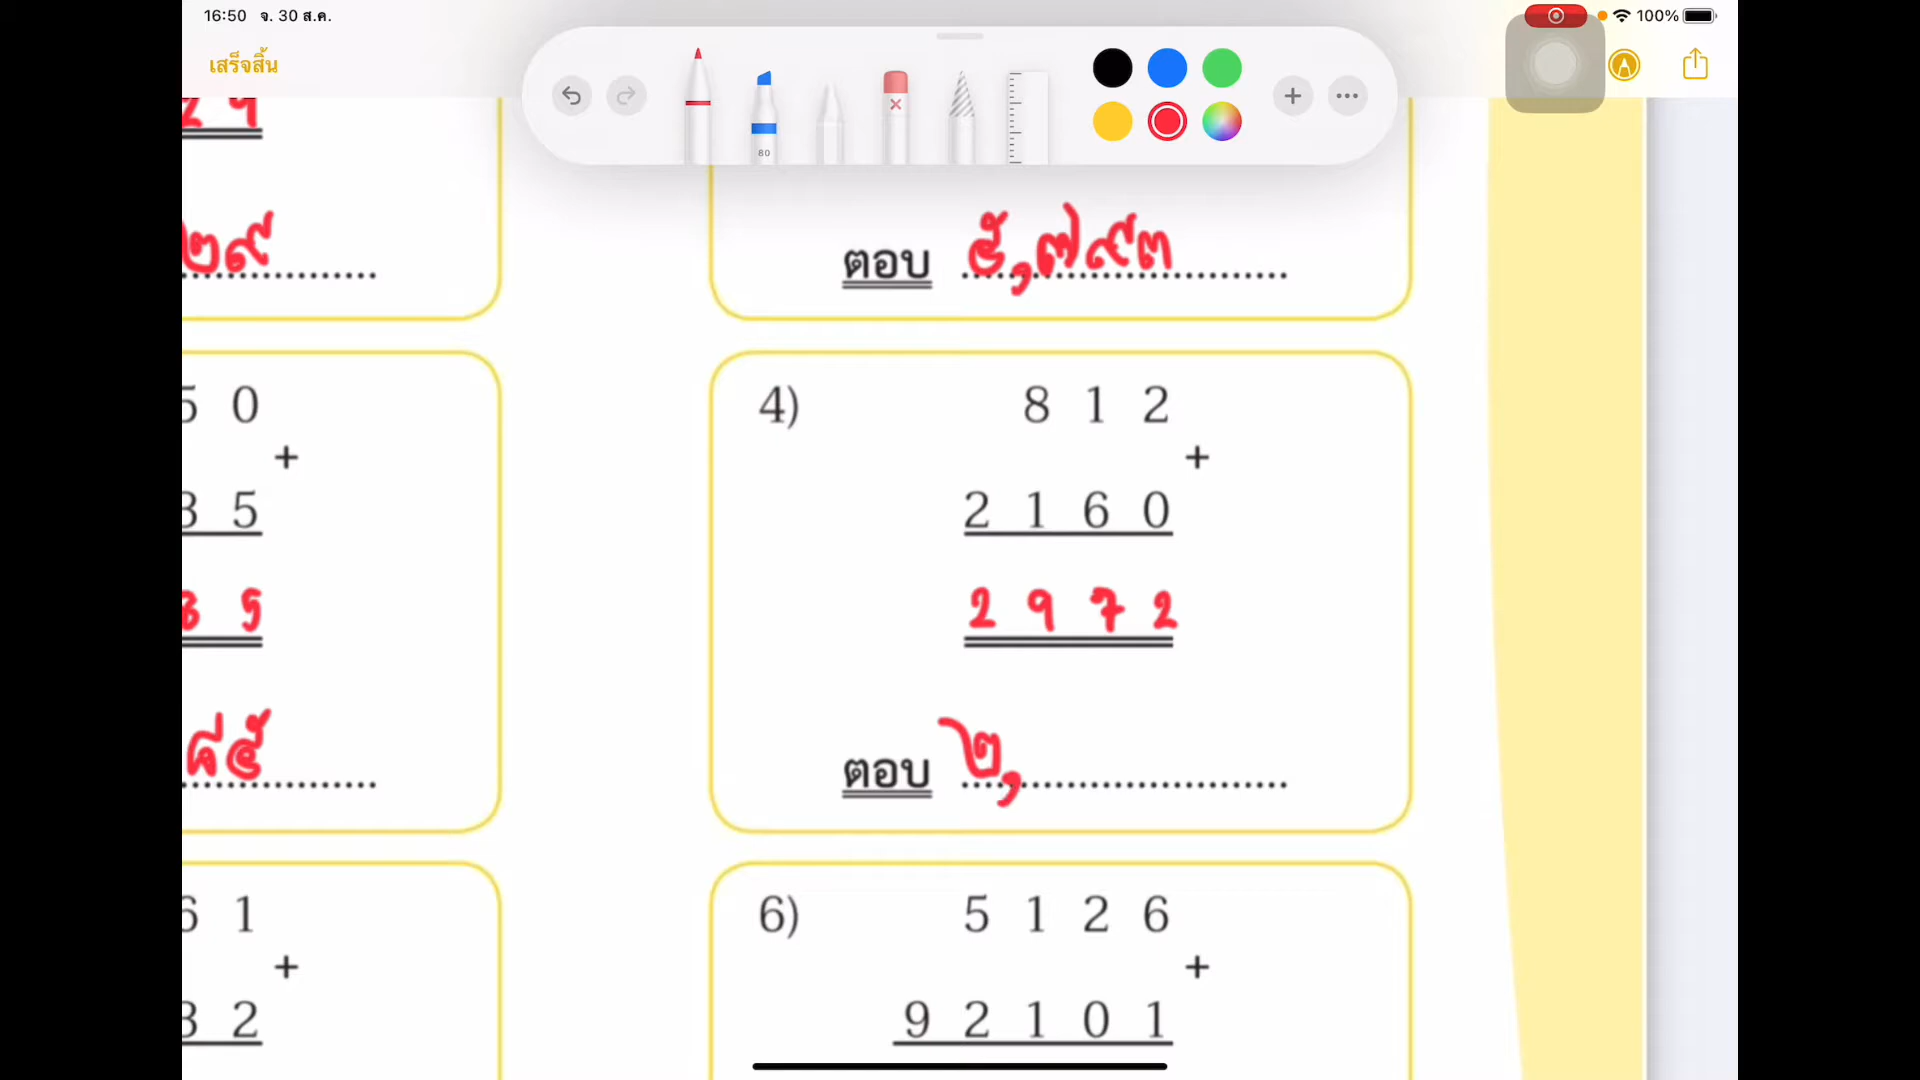 16:50 จ. 30 ส.ค.
100%
เสร็จสิ้น
80
29
๒๙
ตอบ ๕,๗๙๓
5 0
+
3 5
8 5
๘๕
4)
8 1 2
+
2 1 6 0
2 9 7 2
ตอบ ๒,
6 1
+
3 2
6)
5 1 2 6
+
9 2 1 0 1